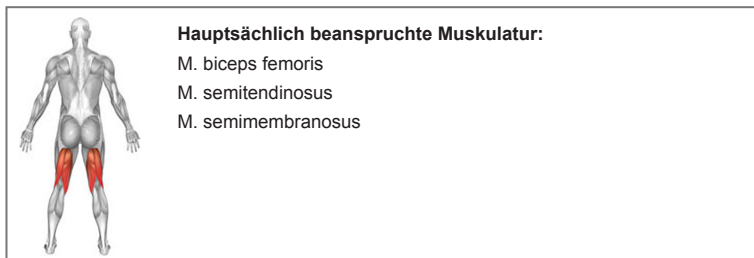 Hauptsächlich beanspruchte Muskulatur:
M. biceps femoris
M. semitendinosus
M. semimembranosus